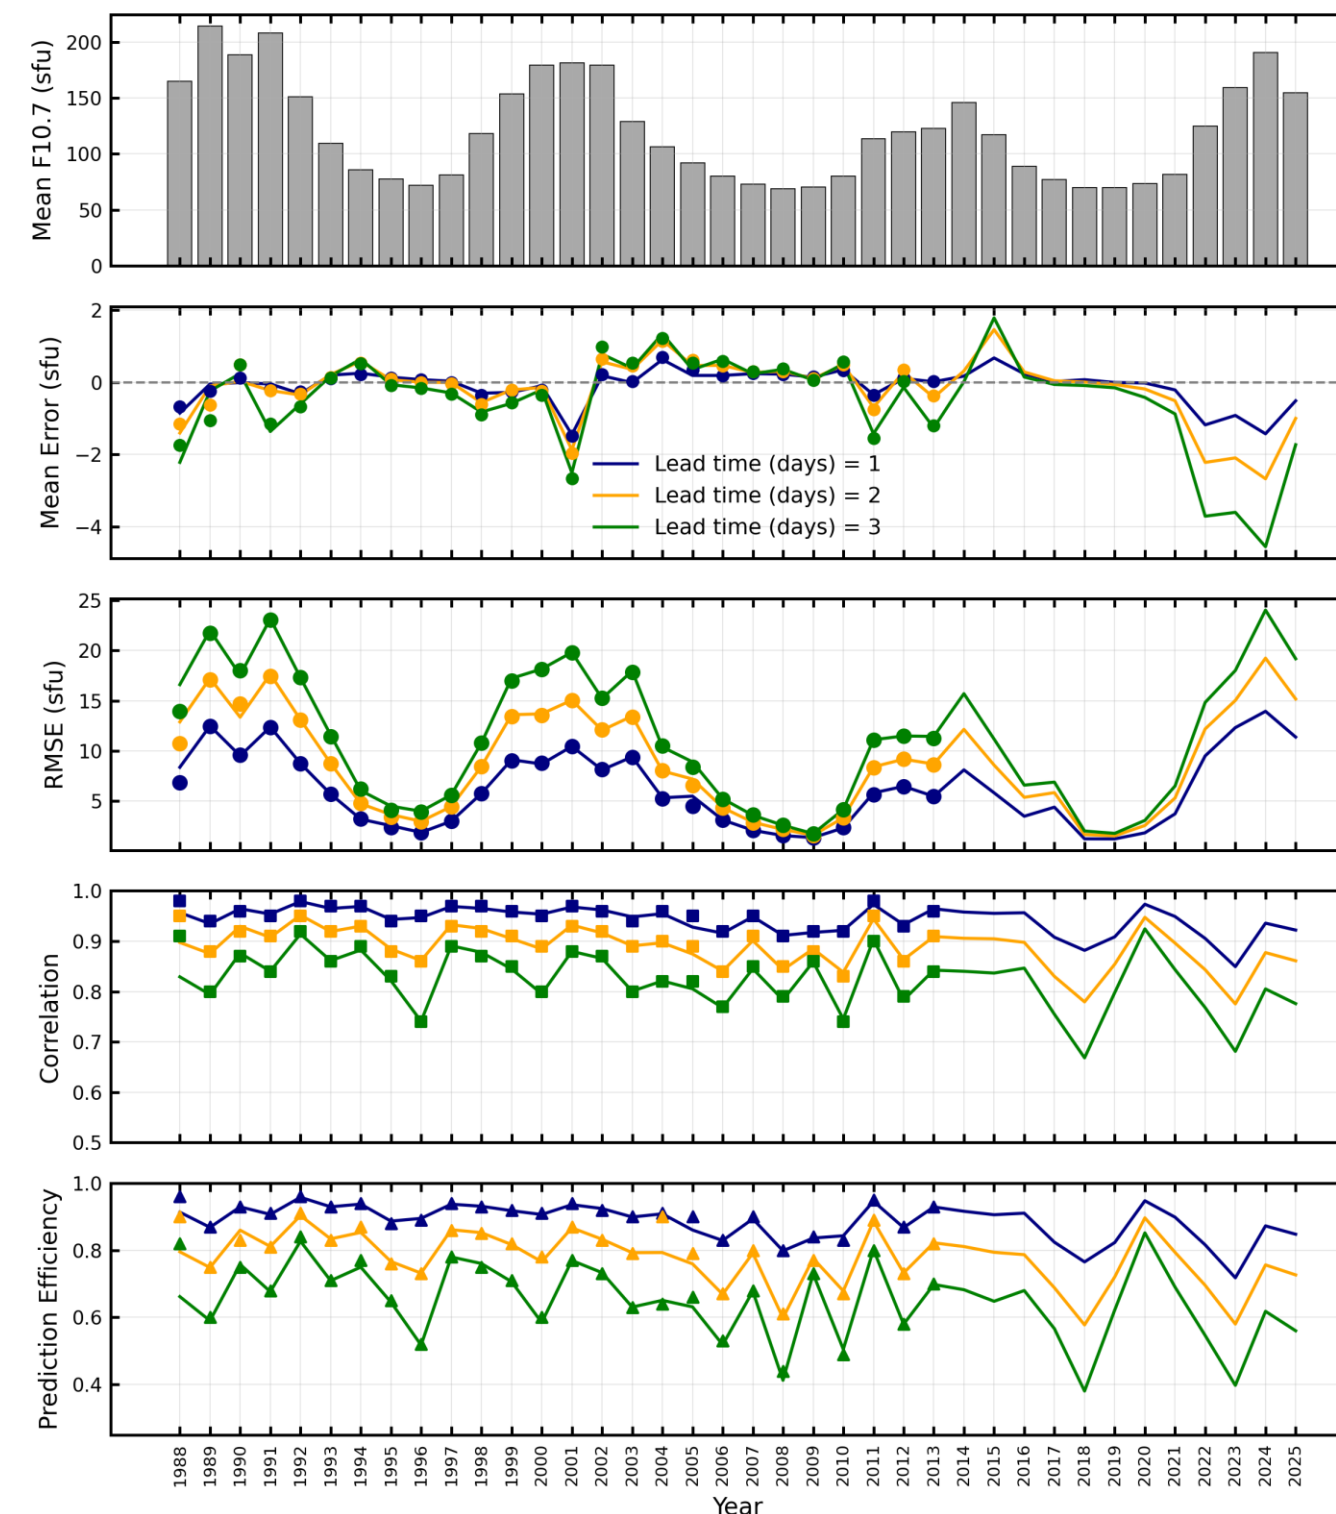 Mean F10.7 (sfu)
200
150
100
50
0
Mean Error (sfu)
2
0
−2
−4
Lead time (days) = 1
Lead time (days) = 2
Lead time (days) = 3
RMSE (sfu)
25
20
15
10
5
Correlation
1.0
0.9
0.8
0.7
0.6
0.5
Prediction Efficiency
1.0
0.8
0.6
0.4
1988 1989 1990 1991 1992 1993 1994 1995 1996 1997 1998 1999 2000 2001 2002 2003 2004 2005 2006 2007 2008 2009 2010 2011 2012 2013 2014 2015 2016 2017 2018 2019 2020 2021 2022 2023 2024 2025
Year